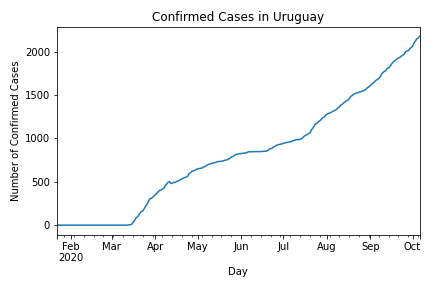 Confirmed Cases in Uruguay
Number of Confirmed Cases
2000
1500
1000
500
0
Feb Mar Apr May Jun Jul Aug Sep Oct
2020
Day